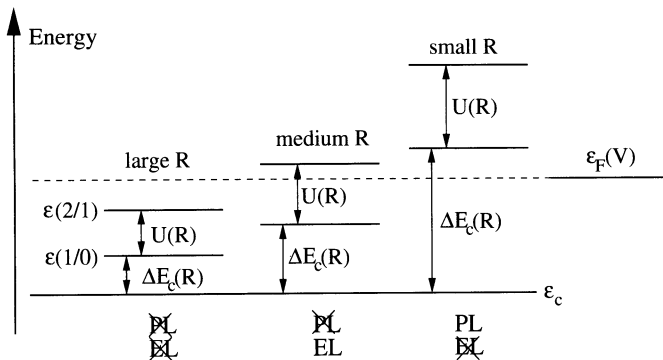 Energy
small R
U(R)
medium R
large R
ε_F(V)
ε(2/1)
U(R)
U(R)
ΔE_c(R)
ε(1/0)
ΔE_c(R)
ΔE_c(R)
ε_c
PL PL PL
EL EL EL